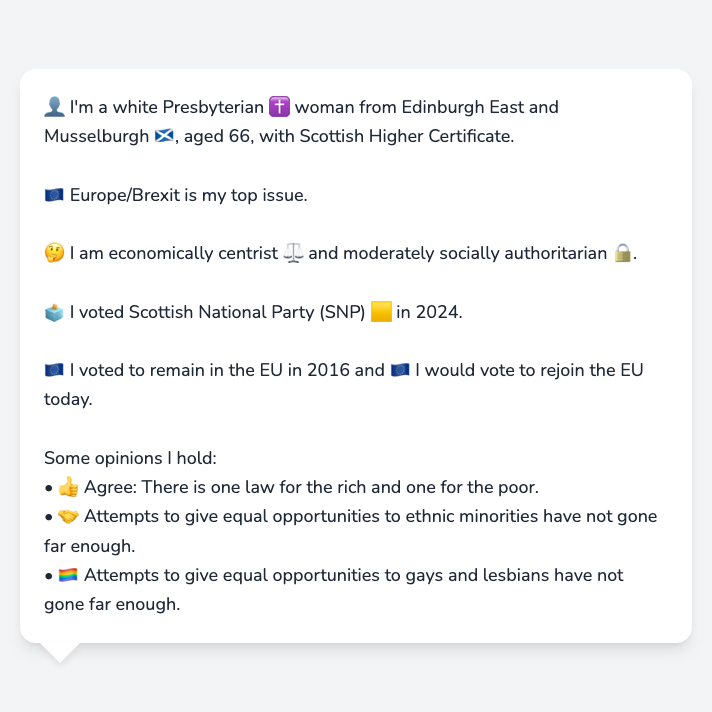 👤 I'm a white Presbyterian ✝️ woman from Edinburgh East and
Musselburgh 🏴󠁧󠁢󠁳󠁣󠁴󠁿, aged 66, with Scottish Higher Certificate.
🇪🇺 Europe/Brexit is my top issue.
🤔 I am economically centrist ⚖️ and moderately socially authoritarian 🔒.
🗳️ I voted Scottish National Party (SNP) 🟨 in 2024.
🇪🇺 I voted to remain in the EU in 2016 and 🇪🇺 I would vote to rejoin the EU
today.
Some opinions I hold:
• 👍 Agree: There is one law for the rich and one for the poor.
• 🤝 Attempts to give equal opportunities to ethnic minorities have not gone
far enough.
• 🏳️‍🌈 Attempts to give equal opportunities to gays and lesbians have not
gone far enough.